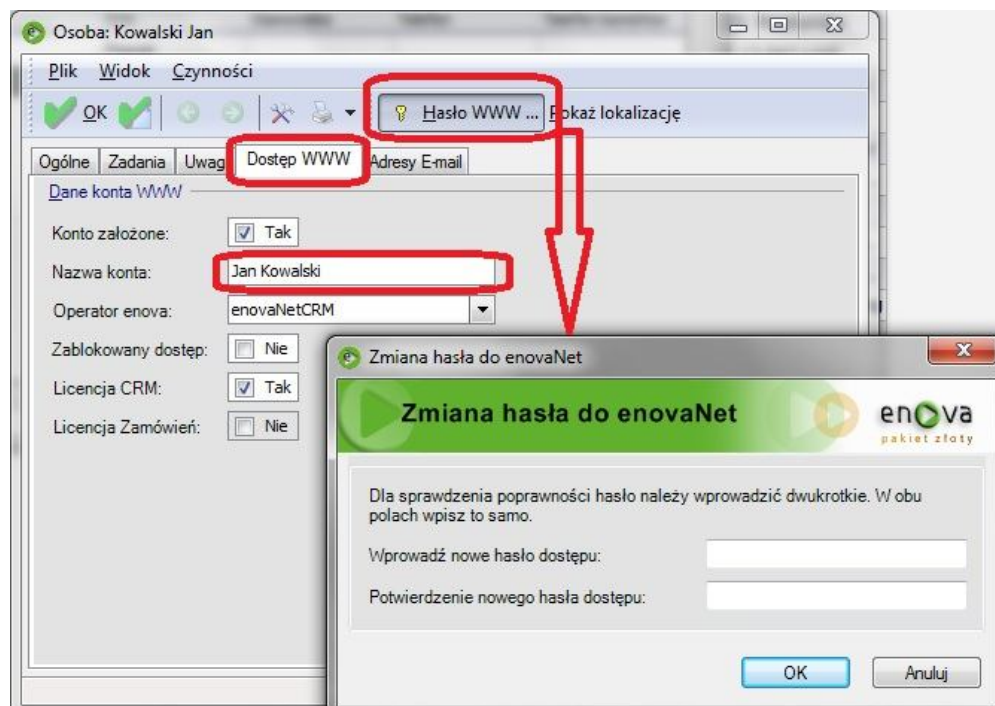 Osoba: Kowalski Jan
Plik Widok Czynności
OK Hasło WWW ... Pokaż lokalizację
Ogólne Zadania Uwag Dostęp WWW Adresy E-mail
Dane konta WWW
Konto założone: Tak
Nazwa konta: Jan Kowalski
Operator enova: enovaNetCRM
Zablokowany dostęp: Nie
Licencja CRM: Tak
Licencja Zamówień: Nie
Zmiana hasła do enovaNet
Zmiana hasła do enovaNet
enova
pakiet złoty
Dla sprawdzenia poprawności hasło należy wprowadzić dwukrotkie. W obu
polach wpisz to samo.
Wprowadź nowe hasło dostępu:
Potwierdzenie nowego hasła dostępu:
OK Anuluj